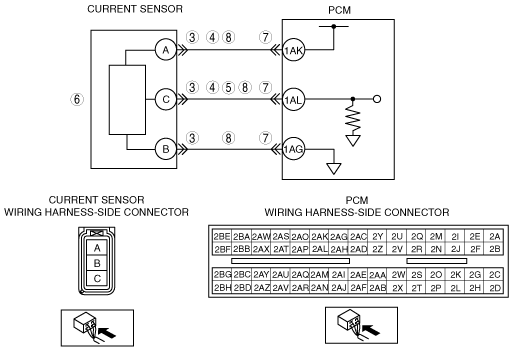 CURRENT SENSOR
PCM
A 3 4 8 7 1AK
6
C 3 4 5 8 7 1AL
B 3 8 7 1AG
CURRENT SENSOR
WIRING HARNESS-SIDE CONNECTOR
A
B
C
PCM
WIRING HARNESS-SIDE CONNECTOR
2BE 2BA 2AW 2AS 2AO 2AK 2AG 2AC 2Y 2U 2Q 2M 2I 2E 2A
2BF 2BB 2AX 2AT 2AP 2AL 2AH 2AD 2Z 2V 2R 2N 2J 2F 2B
2BG 2BC 2AY 2AU 2AQ 2AM 2AI 2AE 2AA 2W 2S 2O 2K 2G 2C
2BH 2BD 2AZ 2AV 2AR 2AN 2AJ 2AF 2AB 2X 2T 2P 2L 2H 2D